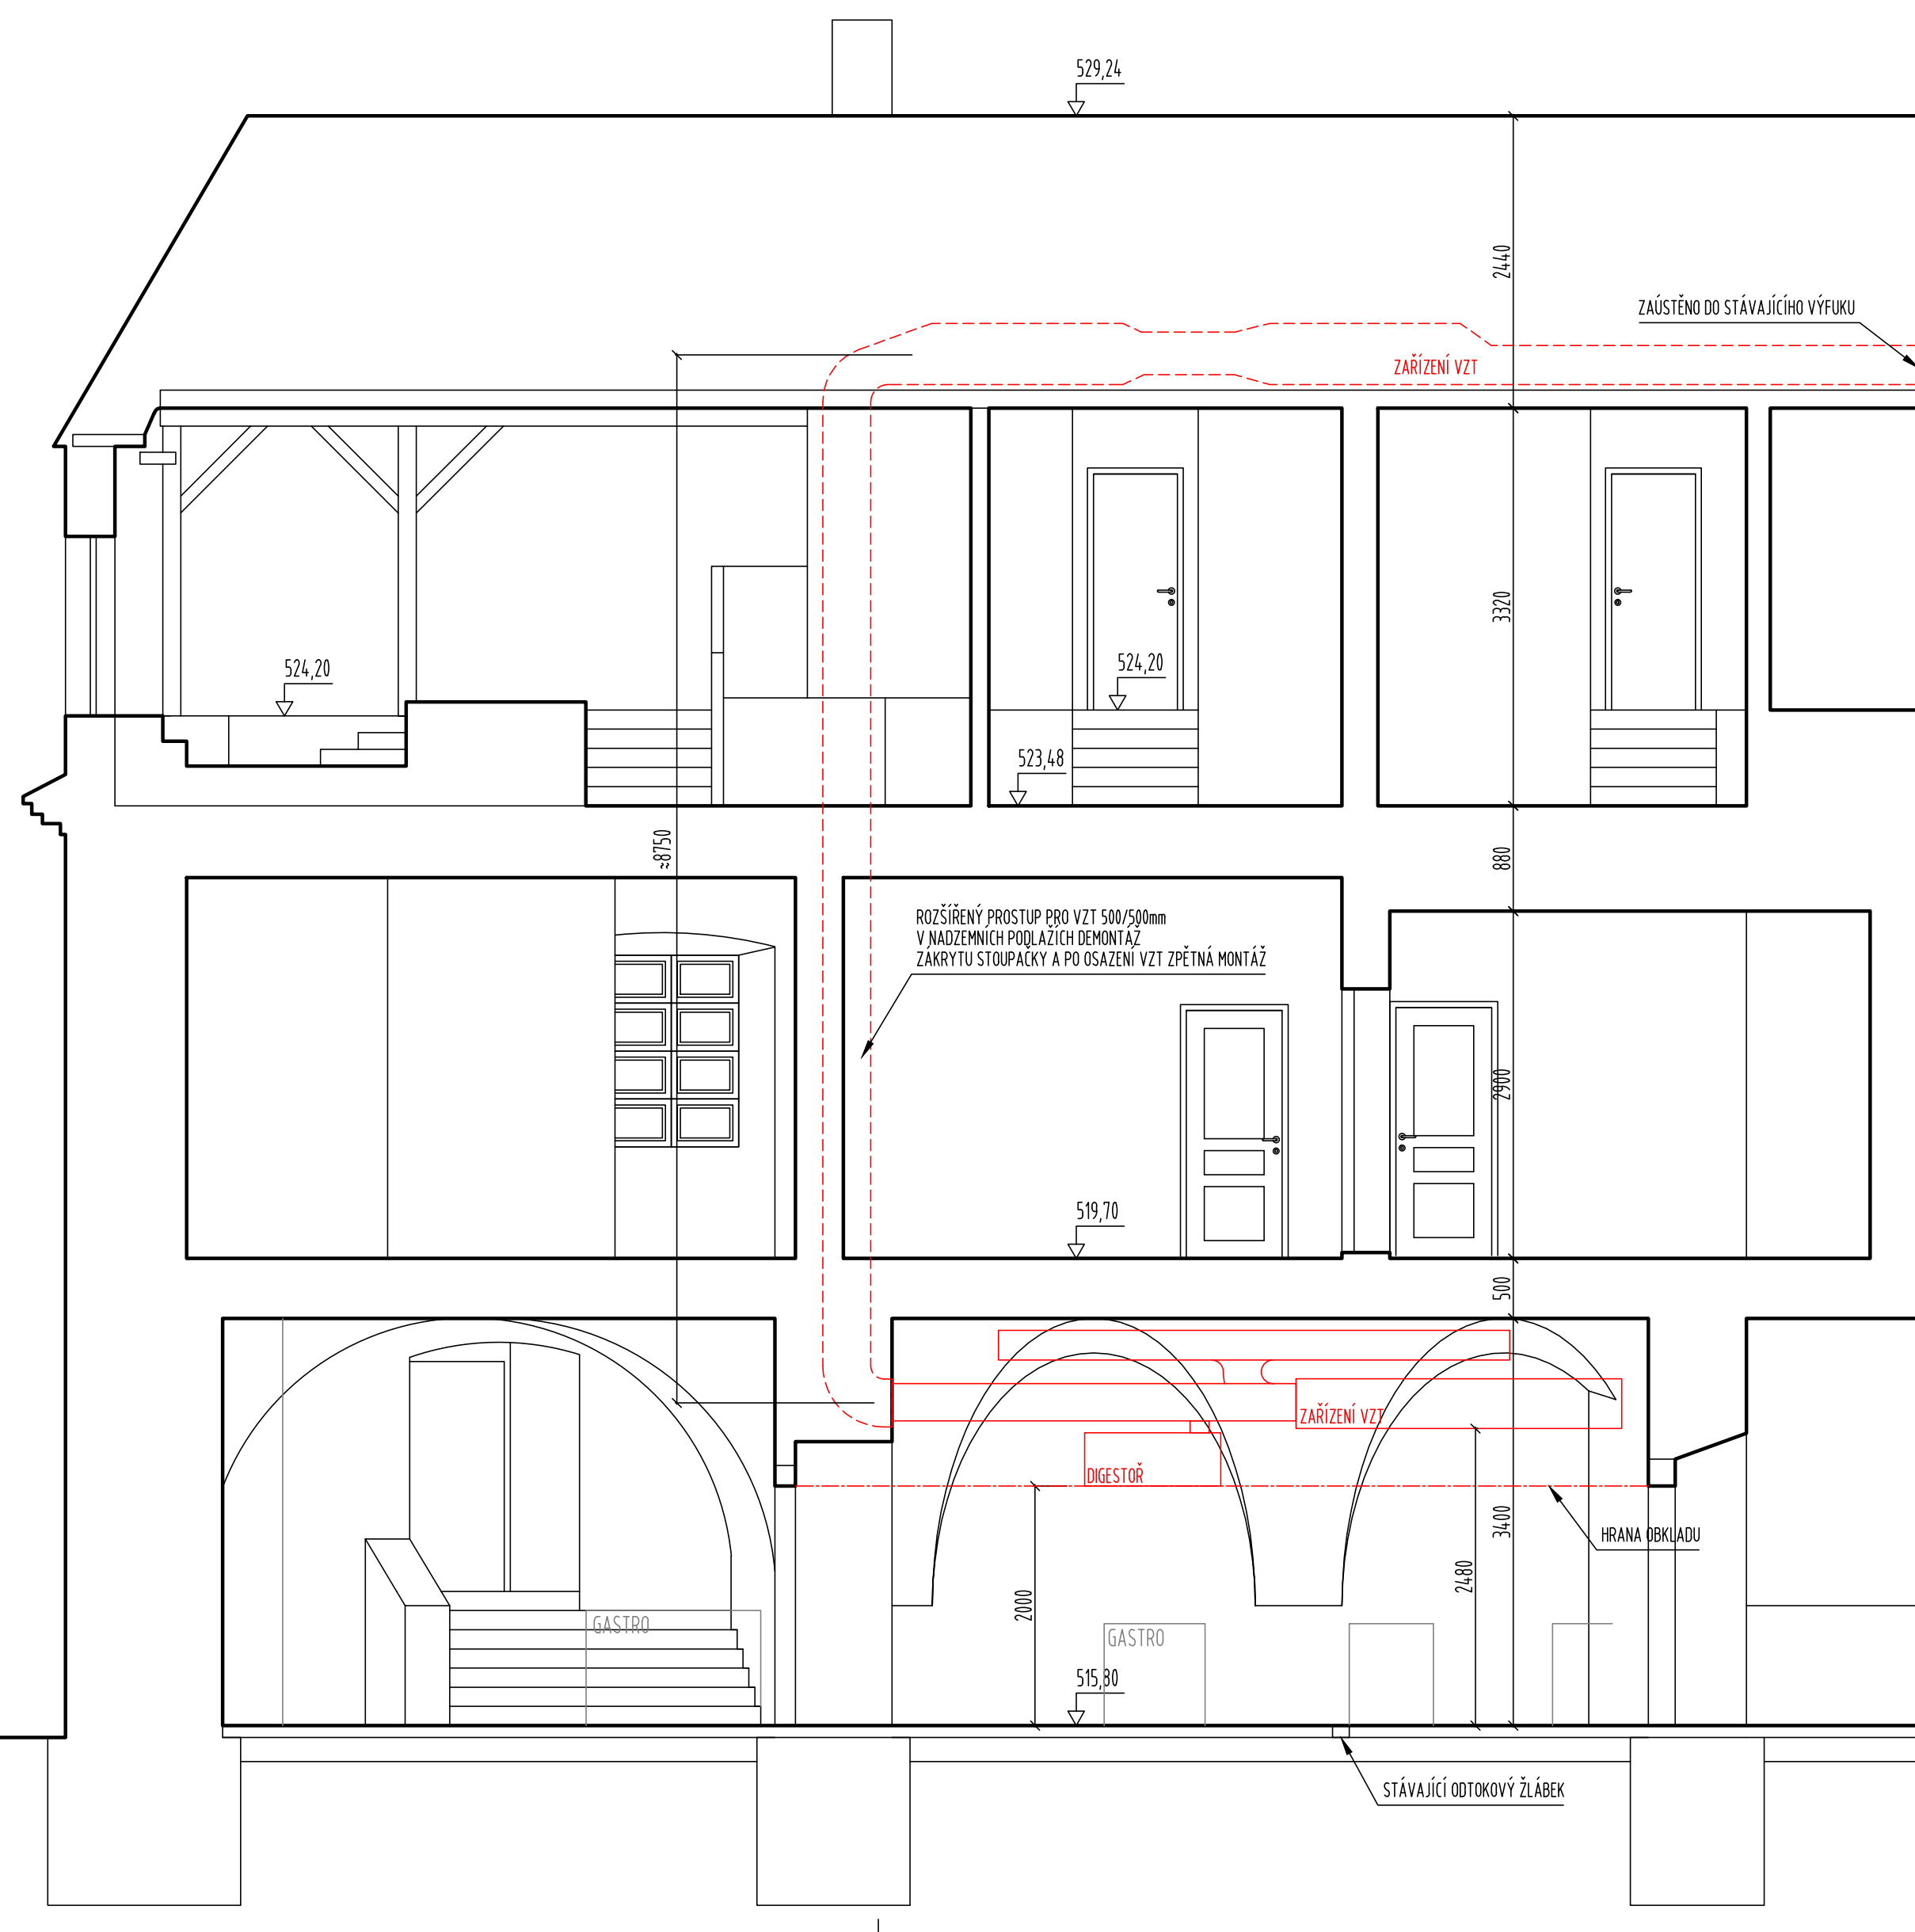 529,24
2440
ZAÚSTĚNO DO STÁVAJÍCÍHO VÝFUKU
ZAŘÍZENÍ VZT
3320
524,20
524,20
523,48
≈8750
880
ROZŠÍŘENÝ PROSTUP PRO VZT 500/500mm
V NADZEMNÍCH PODLAŽÍCH DEMONTÁŽ
ZÁKRYTU STOUPAČKY A PO OSAZENÍ VZT ZPĚTNÁ MONTÁŽ
2900
519,70
500
ZAŘÍZENÍ VZT
DIGESTOŘ
3400
HRANA OBKLADU
2480
2000
GASTRO
GASTRO
515,80
STÁVAJÍCÍ ODTOKOVÝ ŽLÁBEK